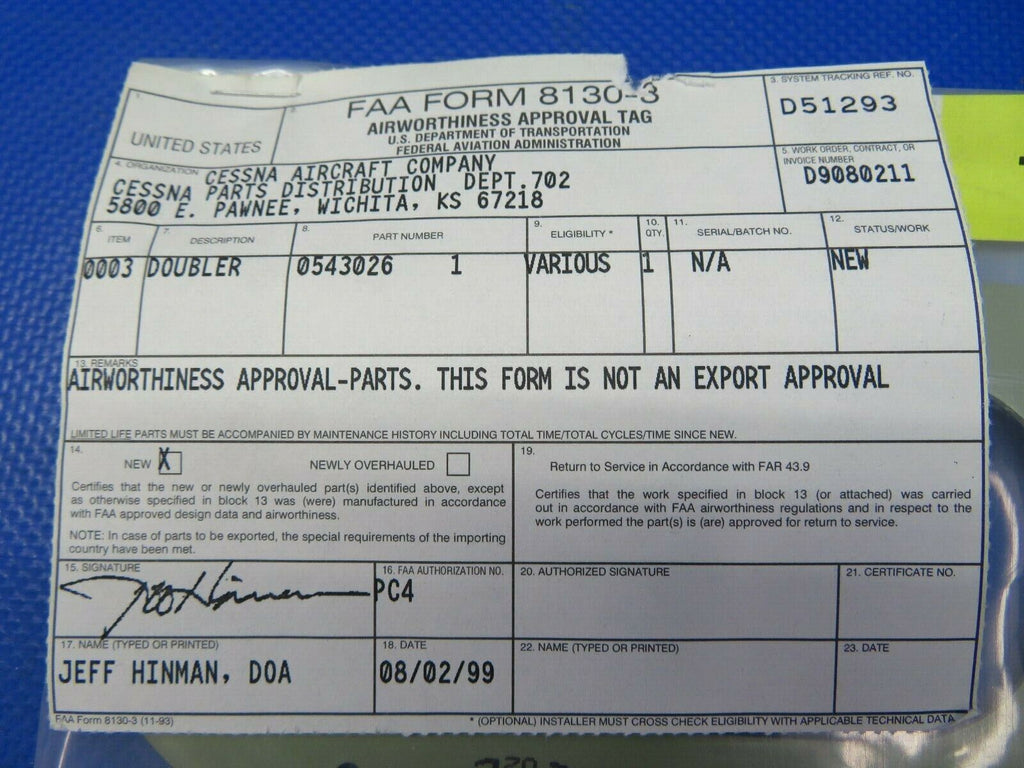 1.
UNITED STATES
2.
FAA FORM 8130-3
AIRWORTHINESS APPROVAL TAG
U.S. DEPARTMENT OF TRANSPORTATION
FEDERAL AVIATION ADMINISTRATION
3. SYSTEM TRACKING REF. NO.
D51293
4. ORGANIZATION
CESSNA AIRCRAFT COMPANY
CESSNA PARTS DISTRIBUTION DEPT.702
5800 E. PAWNEE, WICHITA, KS 67218
5. WORK ORDER, CONTRACT, OR
INVOICE NUMBER
D9080211
6. ITEM
7. DESCRIPTION
8. PART NUMBER
9. ELIGIBILITY *
10. QTY.
11. SERIAL/BATCH NO.
12. STATUS/WORK
0003 DOUBLER 0543026 1 VARIOUS 1 N/A NEW
13. REMARKS
AIRWORTHINESS APPROVAL-PARTS. THIS FORM IS NOT AN EXPORT APPROVAL
LIMITED LIFE PARTS MUST BE ACCOMPANIED BY MAINTENANCE HISTORY INCLUDING TOTAL TIME/TOTAL CYCLES/TIME SINCE NEW.
14.
NEW X NEWLY OVERHAULED
Certifies that the new or newly overhauled part(s) identified above, except
as otherwise specified in block 13 was (were) manufactured in accordance
with FAA approved design data and airworthiness.
NOTE: In case of parts to be exported, the special requirements of the importing
country have been met.
19.
Return to Service in Accordance with FAR 43.9
Certifies that the work specified in block 13 (or attached) was carried
out in accordance with FAA airworthiness regulations and in respect to the
work performed the part(s) is (are) approved for return to service.
15. SIGNATURE
Jeff Hinman
16. FAA AUTHORIZATION NO.
PC4
20. AUTHORIZED SIGNATURE
21. CERTIFICATE NO.
17. NAME (TYPED OR PRINTED)
JEFF HINMAN, DOA
18. DATE
08/02/99
22. NAME (TYPED OR PRINTED)
23. DATE
FAA Form 8130-3 (11-93)
* (OPTIONAL) INSTALLER MUST CROSS CHECK ELIGIBILITY WITH APPLICABLE TECHNICAL DATA